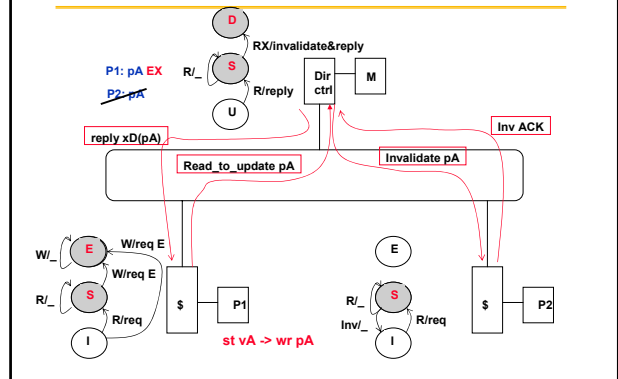 D
RX/invalidate&reply
P1: pA EX
R/_
S
Dir
ctrl
M
P2: pA
R/reply
U
Inv ACK
reply xD(pA)
Read_to_update pA
Invalidate pA
W/_
E
W/req E
W/req E
E
R/_
S
$
P1
R/_
S
$
P2
R/req
Inv/_
R/req
I
st vA -> wr pA
I